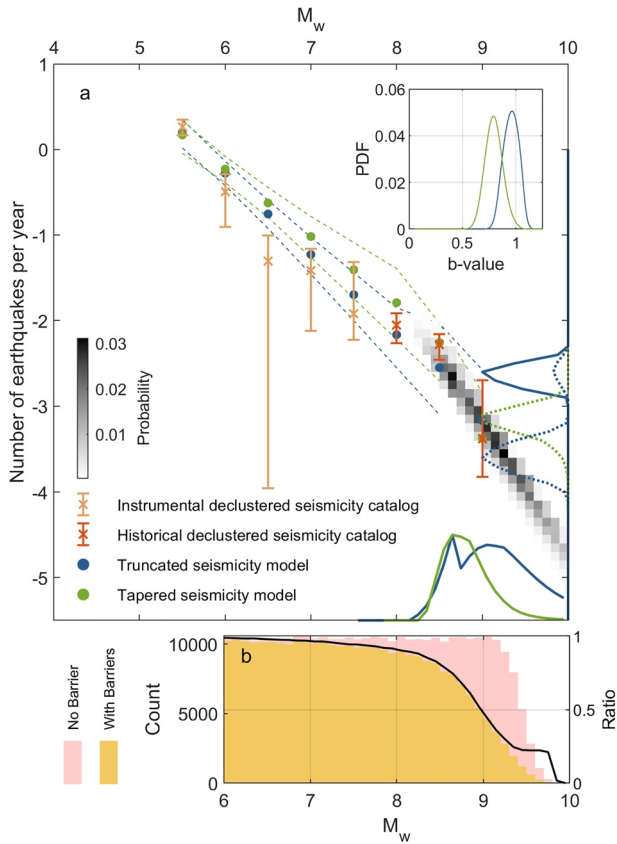 M_w
4 5 6 7 8 9 10
a
1
0
-1
-2
-3
-4
-5
Number of earthquakes per year
0.06
0.04
0.02
0
PDF
0 0.5 1
b-value
0.03
0.02
0.01
Probability
Instrumental declustered seismicity catalog
Historical declustered seismicity catalog
Truncated seismicity model
Tapered seismicity model
No Barrier
With Barriers
b
10000
5000
0
Count
1
0.5
0
Ratio
6 7 8 9 10
M_w